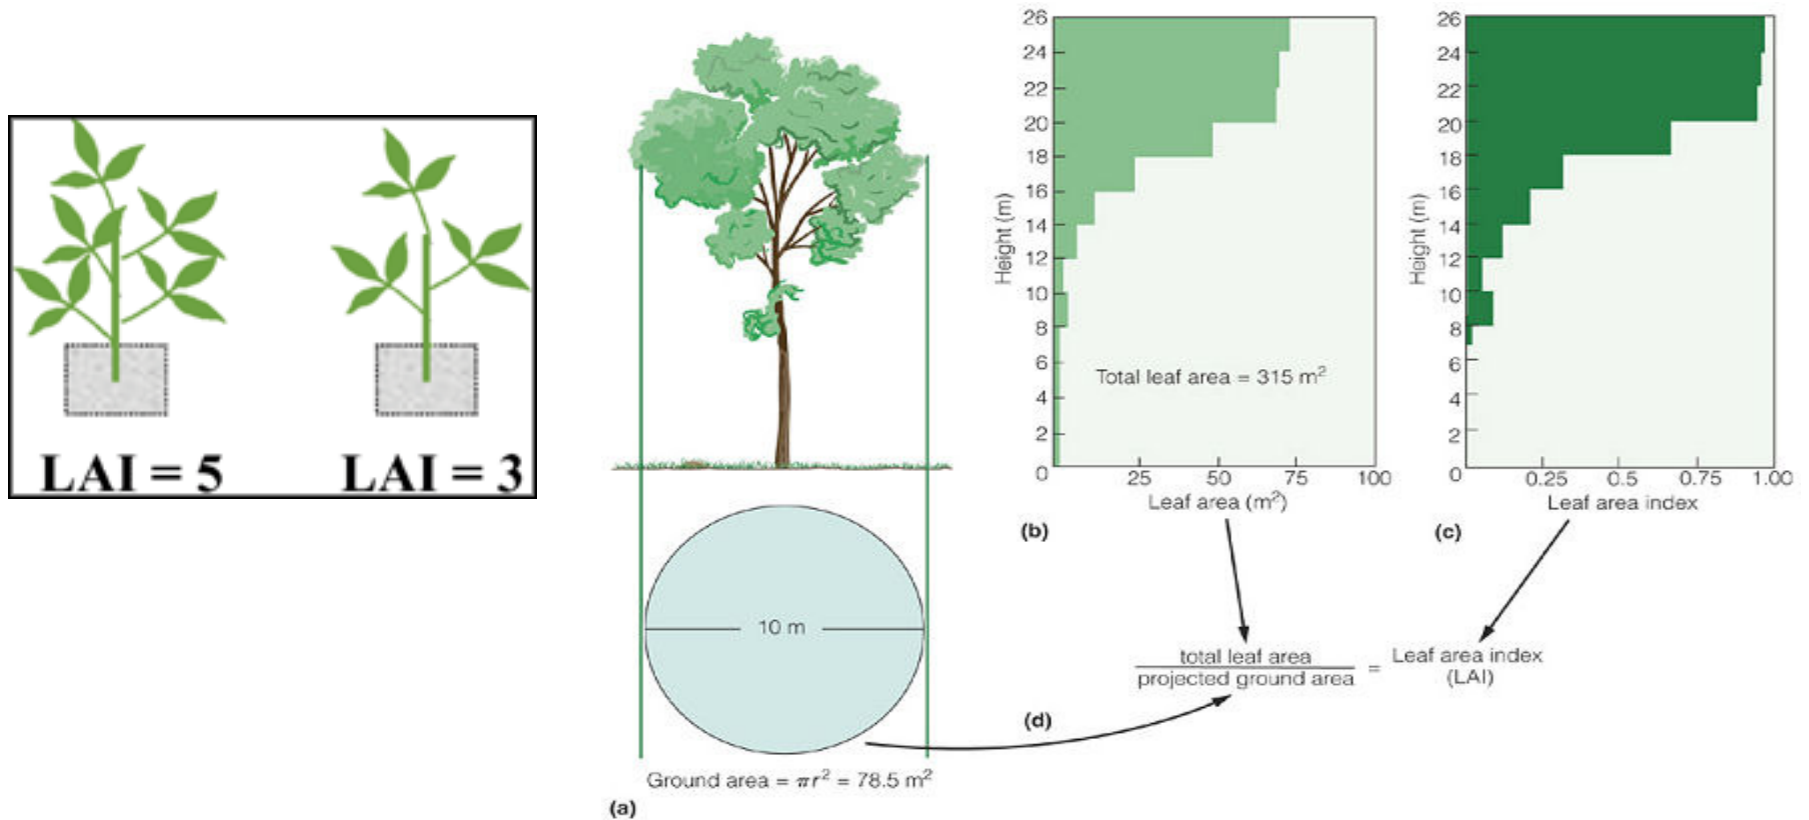 LAI = 5
LAI = 3
10 m
Ground area = πr² = 78.5 m²
(a)
26
24
22
20
18
16
14
12
10
8
6
4
2
0
Height (m)
Total leaf area = 315 m²
25 50 75 100
Leaf area (m²)
(b)
26
24
22
20
18
16
14
12
10
8
6
4
2
0
Height (m)
0.25 0.5 0.75 1.00
Leaf area index
(c)
total leaf area
projected ground area
=
Leaf area index
(LAI)
(d)